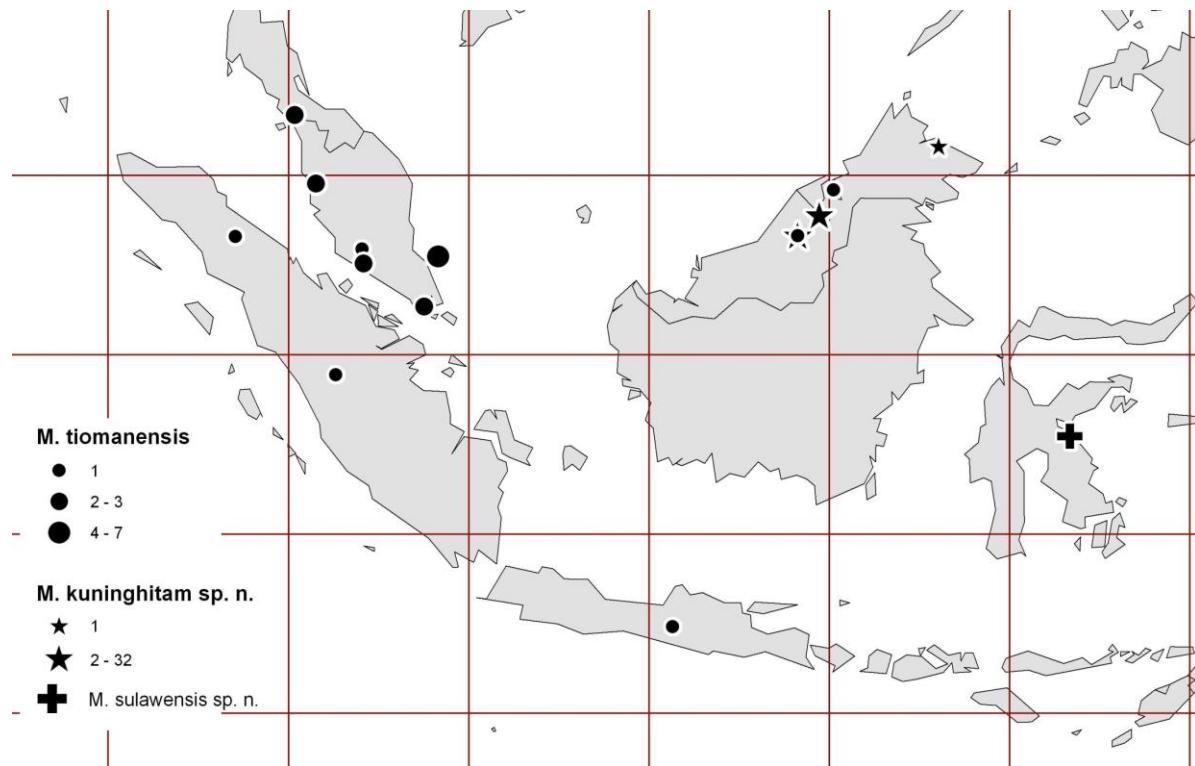 M. tiomanensis
1
2 - 3
4 - 7
M. kuninghitam sp. n.
1
2 - 32
M. sulawensis sp. n.